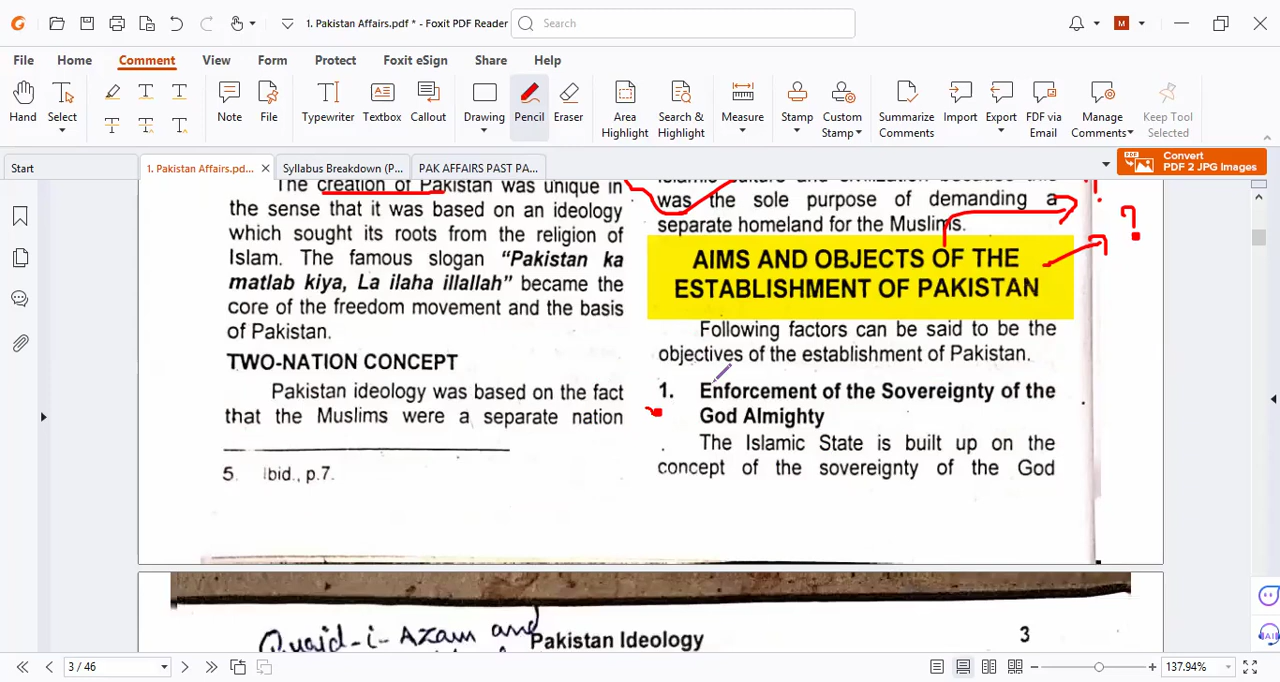 1. Pakistan Affairs.pdf * - Foxit PDF Reader
Search
M
File Home Comment View Form Protect Foxit eSign Share Help
Hand
Select
Note
File
Typewriter
Textbox
Callout
Drawing
Pencil
Eraser
Area
Highlight
Search &
Highlight
Measure
Stamp
Custom
Stamp
Summarize
Comments
Import
Export
FDF via
Email
Manage
Comments
Keep Tool
Selected
Start
1. Pakistan Affairs.pd...
Syllabus Breakdown (P...
PAK AFFAIRS PAST PA...
Convert
PDF 2 JPG Images
The creation of Pakistan was unique in
the sense that it was based on an ideology
which sought its roots from the religion of
Islam. The famous slogan "Pakistan ka
matlab kiya, La ilaha illallah" became the
core of the freedom movement and the basis
of Pakistan.
TWO-NATION CONCEPT
Pakistan ideology was based on the fact
that the Muslims were a separate nation
5. Ibid., p.7.
was the sole purpose of demanding a
separate homeland for the Muslims.
?
AIMS AND OBJECTS OF THE
ESTABLISHMENT OF PAKISTAN
Following factors can be said to be the
objectives of the establishment of Pakistan.
1. Enforcement of the Sovereignty of the
God Almighty
The Islamic State is built up on the
concept of the sovereignty of the God
Quaid-i-Azam and
Pakistan Ideology
3
3 / 46
137.94%